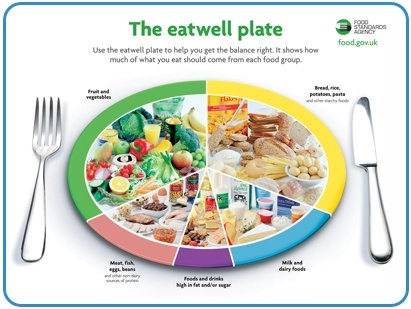 The eatwell plate
FOOD
STANDARDS
AGENCY
food.gov.uk
Use the eatwell plate to help you get the balance right. It shows how
much of what you eat should come from each food group.
Fruit and
vegetables
Bread, rice,
potatoes, pasta
and other starchy foods
Meat, fish,
eggs, beans
and other non-dairy
sources of protein
Foods and drinks
high in fat and/or sugar
Milk and
dairy foods